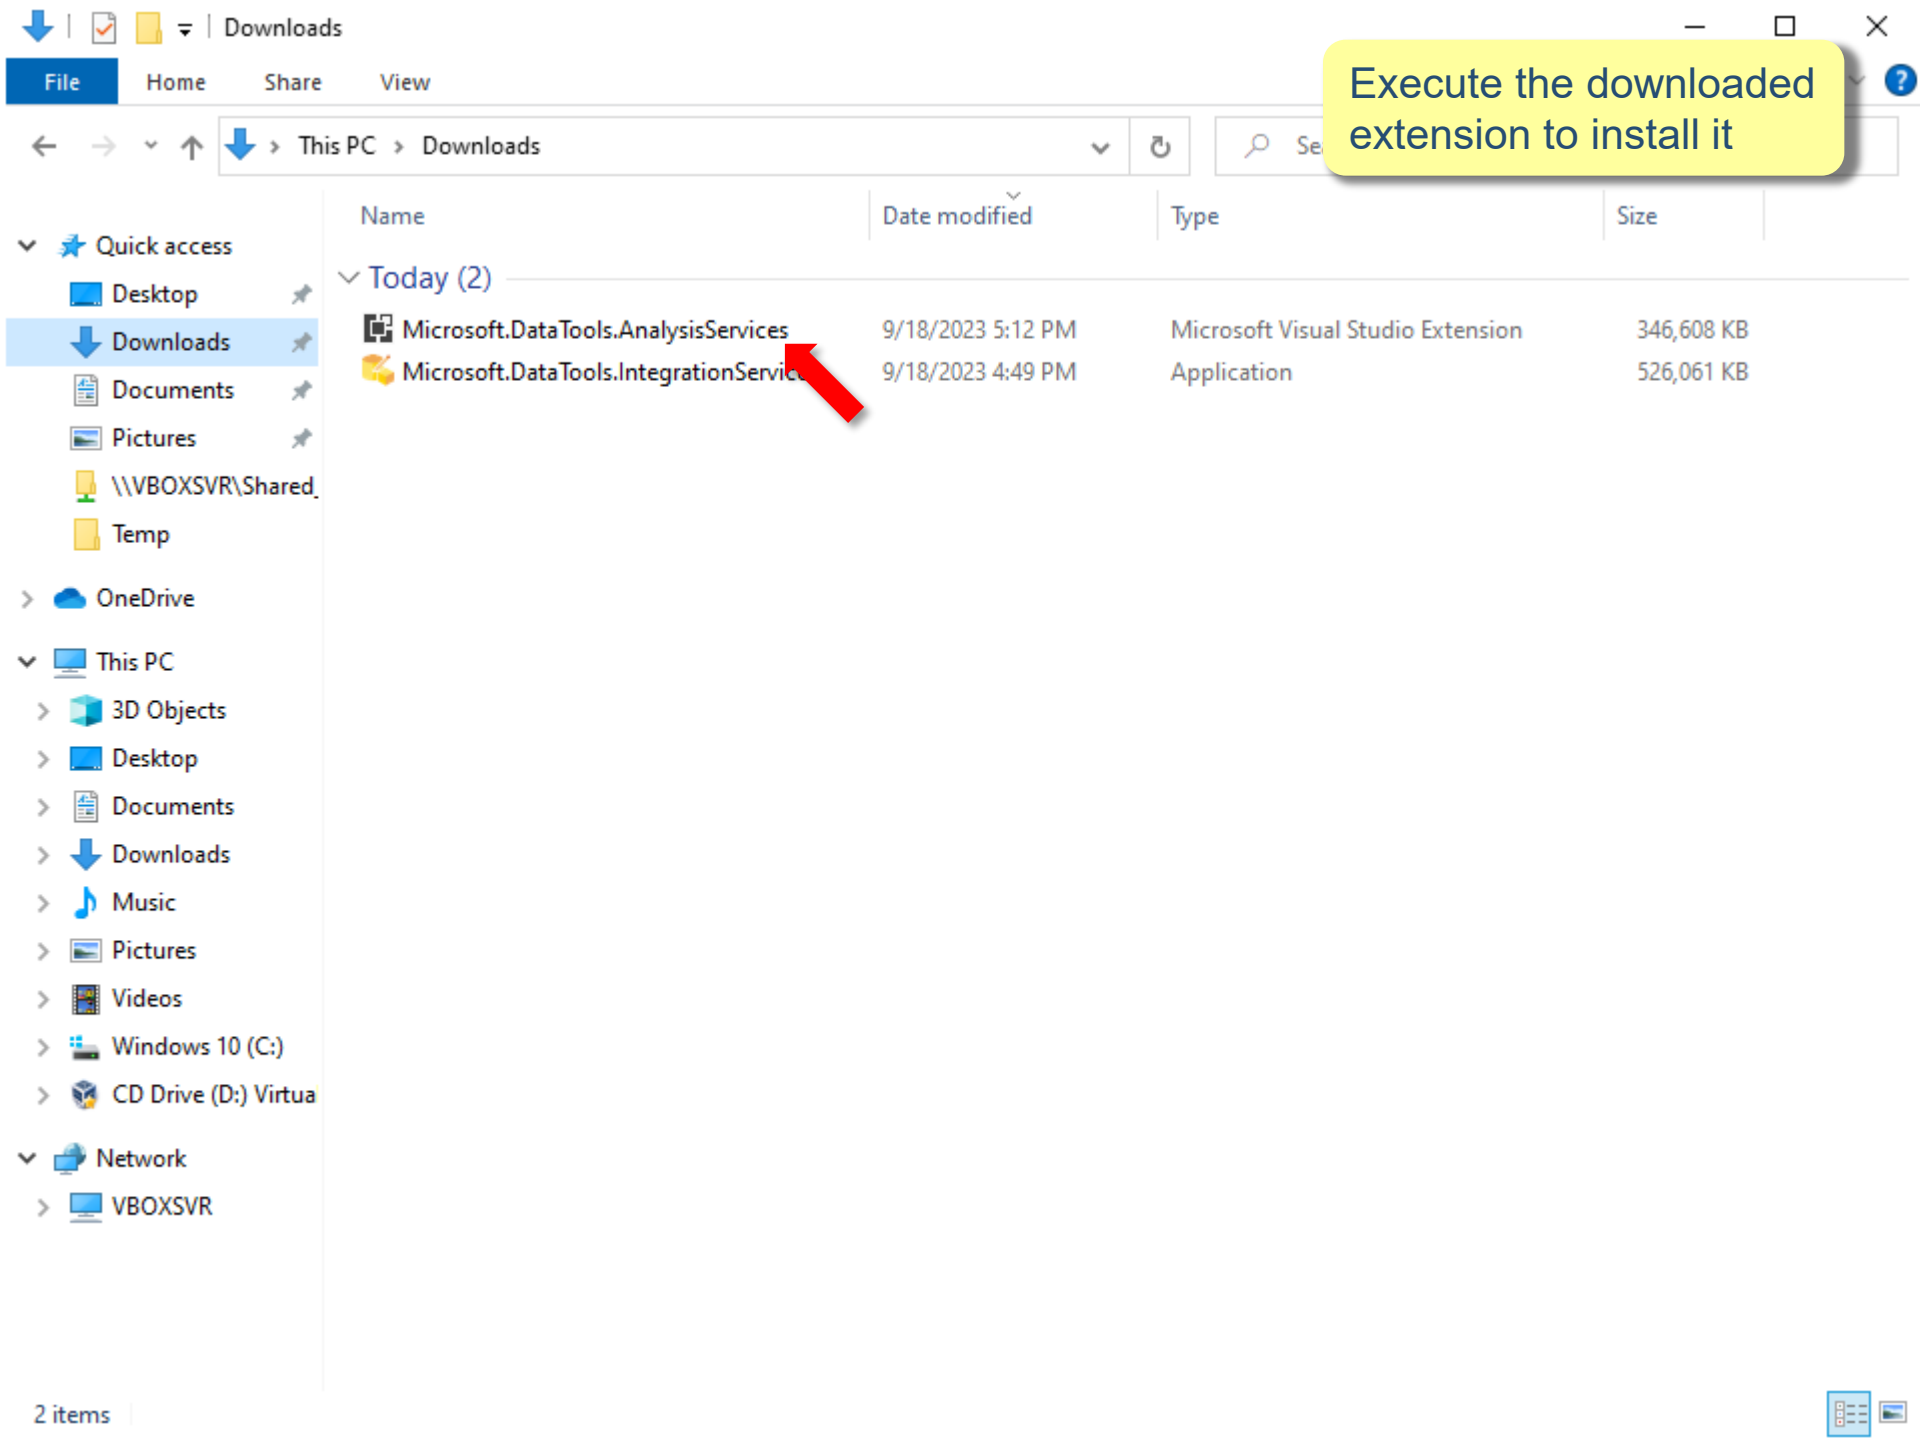 Downloads
File Home Share View
Execute the downloaded
extension to install it
This PC Downloads
Name Date modified Type Size
Today (2)
Microsoft.DataTools.AnalysisServices 9/18/2023 5:12 PM Microsoft Visual Studio Extension 346,608 KB
9/18/2023 4:49 PM Application 526,061 KB
Quick access
Desktop
Downloads
Documents
Pictures
\\VBOXSVR\Shared_
Temp
OneDrive
This PC
3D Objects
Desktop
Documents
Downloads
Music
Pictures
Videos
Windows 10 (C:)
CD Drive (D:) Virtua
Network
VBOXSVR
2 items